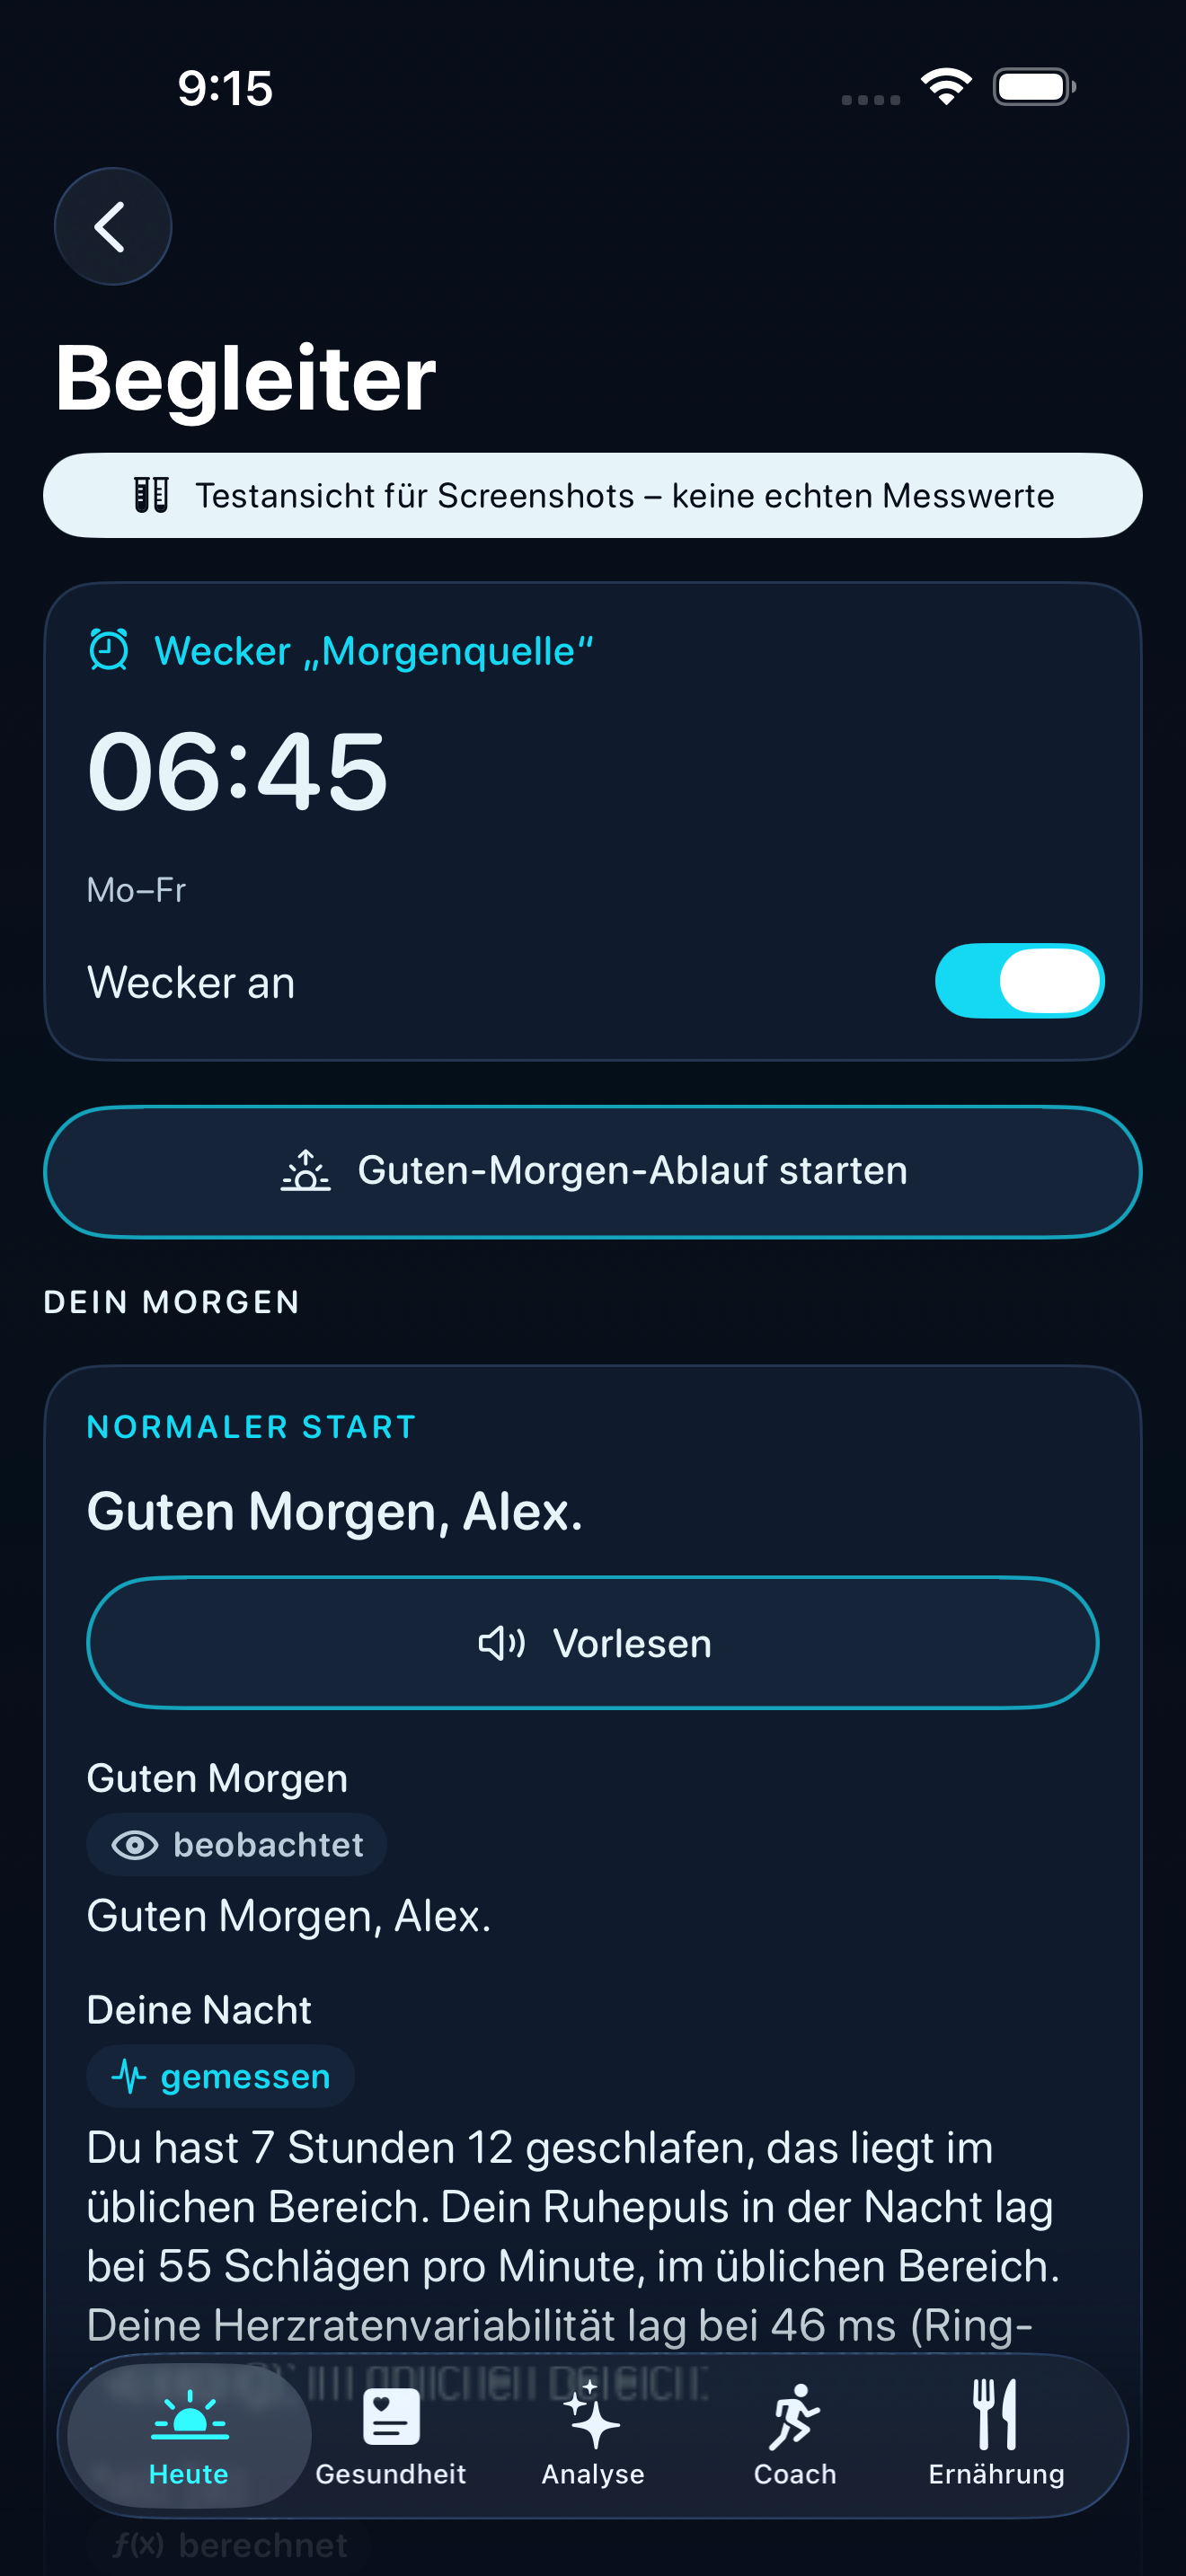 9:15
Begleiter
Testansicht für Screenshots – keine echten Messwerte
Wecker „Morgenquelle“
06:45
Mo–Fr
Wecker an
Guten-Morgen-Ablauf starten
DEIN MORGEN
NORMALER START
Guten Morgen, Alex.
Vorlesen
Guten Morgen
beobachtet
Guten Morgen, Alex.
Deine Nacht
gemessen
Du hast 7 Stunden 12 geschlafen, das liegt im
üblichen Bereich. Dein Ruhepuls in der Nacht lag
bei 55 Schlägen pro Minute, im üblichen Bereich.
Deine Herzratenvariabilität lag bei 46 ms (Ring-
im üblichen Bereich.
Heute
Gesundheit
Analyse
Coach
Ernährung
f(x) berechnet